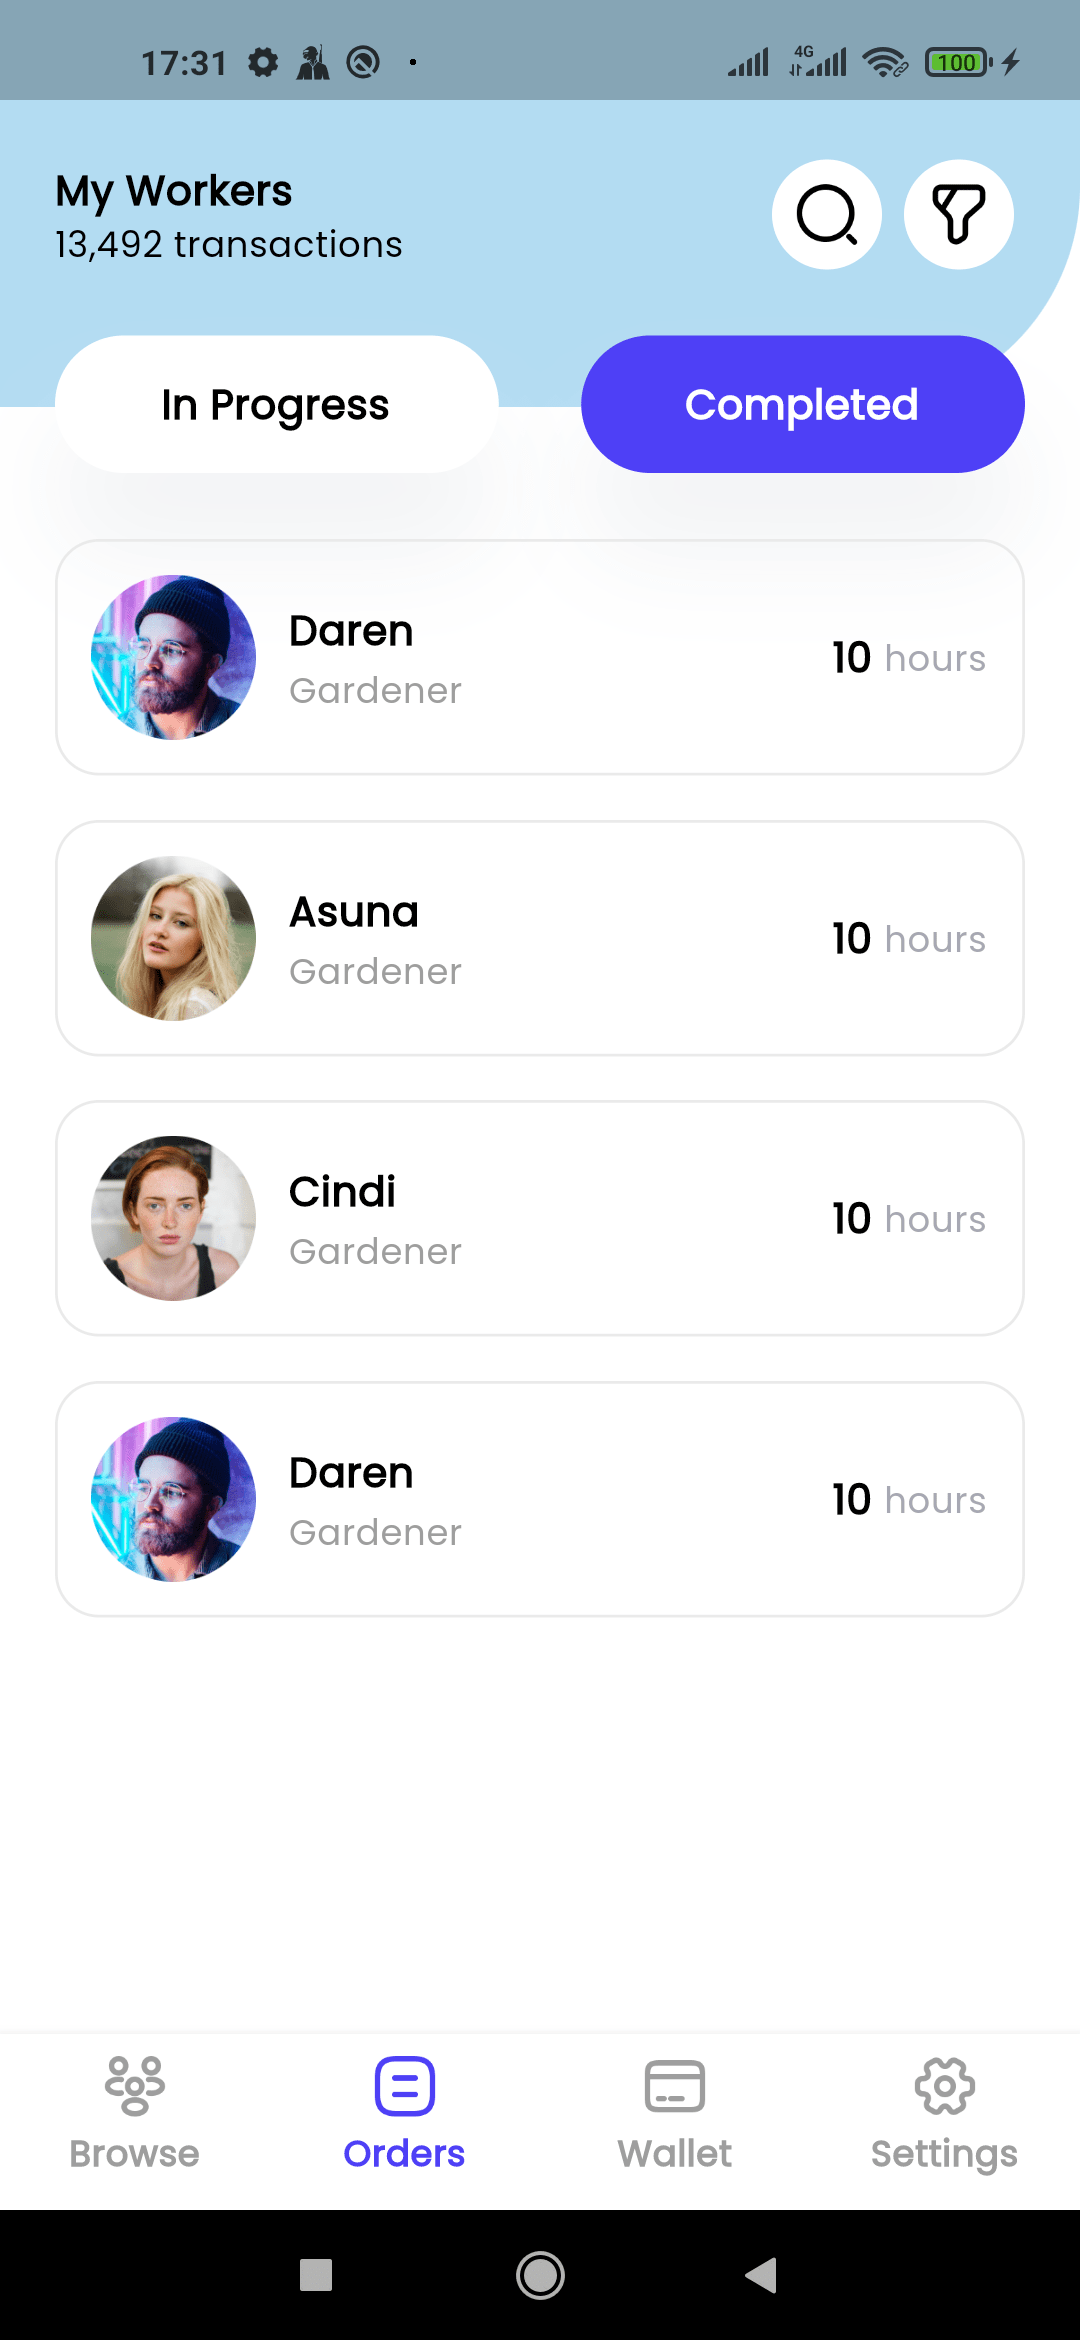 17:31
4G
100
My Workers
13,492 transactions
In Progress
Completed
Daren
Gardener
10 hours
Asuna
Gardener
10 hours
Cindi
Gardener
10 hours
Daren
Gardener
10 hours
Browse
Orders
Wallet
Settings